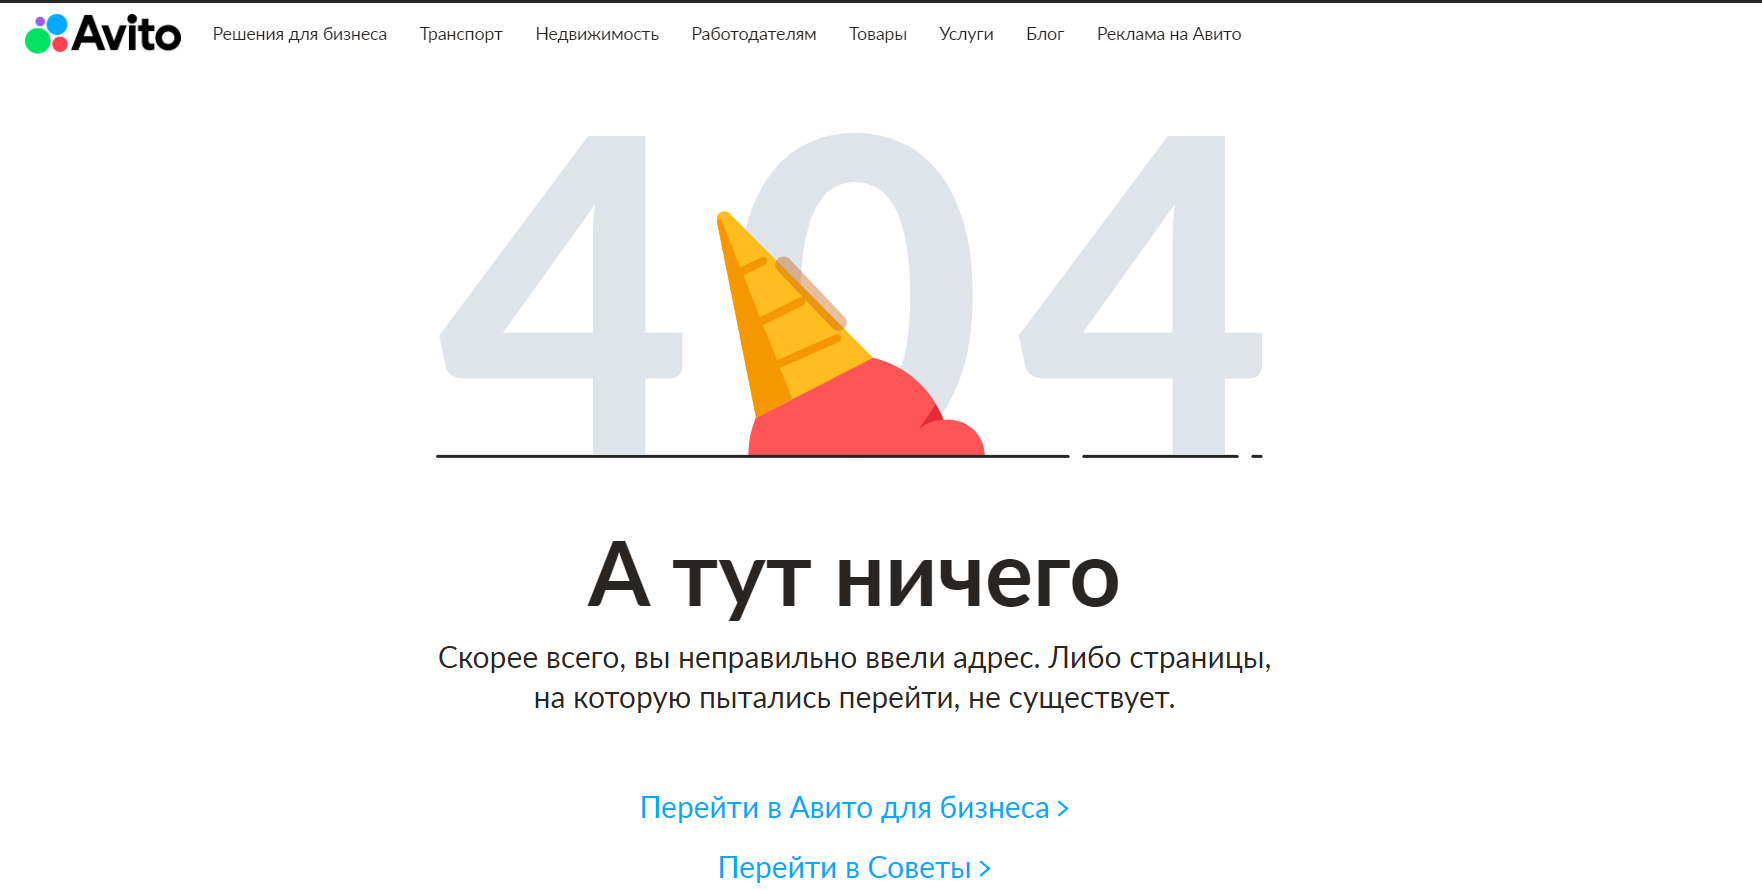 Avito Решения для бизнеса Транспорт Недвижимость Работодателям Товары Услуги Блог Реклама на Авито
404
А тут ничего
Скорее всего, вы неправильно ввели адрес. Либо страницы,
на которую пытались перейти, не существует.
Перейти в Авито для бизнеса >
Перейти в Советы >